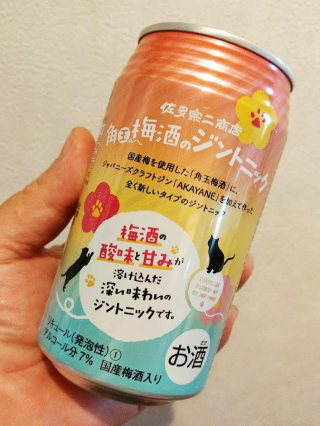 佐多宗二商店
角玉梅酒のジントニック
国産梅を使用した「角玉梅酒」に、
ジャパニーズクラフトジン「AKAYANE」を加えて作った
全く新しいタイプのジントニック
梅酒の
酸味と甘みが
溶け込んだ
深い味わいの
ジントニックです。
リキュール(発泡性)①
アルコール分7% 国産梅酒入り
お酒